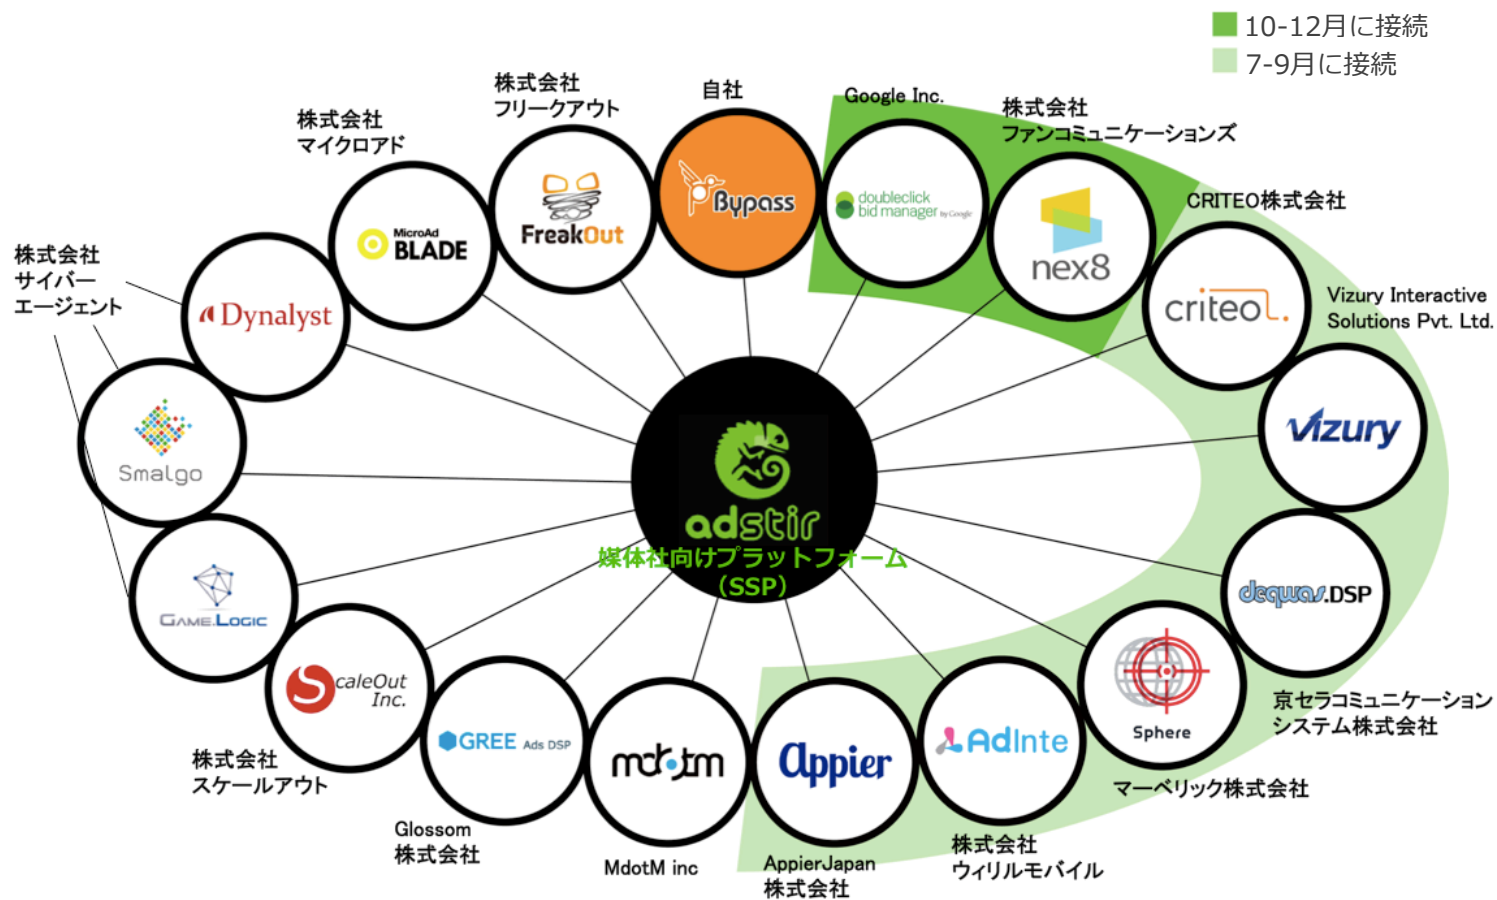 10-12月に接続
7-9月に接続
自社
Bypass
Google Inc.
doubleclick
bid manager by Google
株式会社
ファンコミュニケーションズ
nex8
CRITEO株式会社
criteo
Vizury Interactive
Solutions Pvt. Ltd.
Vizury
dequas.DSP
京セラコミュニケーション
システム株式会社
Sphere
マーベリック株式会社
AdInte
株式会社
ウィリルモバイル
appier
AppierJapan
株式会社
mdotm
MdotM inc
GREE Ads DSP
Glossom
株式会社
ScaleOut
Inc.
株式会社
スケールアウト
GAME.LOGIC
Smalgo
Dynalyst
株式会社
サイバー
エージェント
MicroAd
BLADE
株式会社
マイクロアド
FreakOut
株式会社
フリークアウト
adstir
媒体社向けプラットフォーム
（SSP）